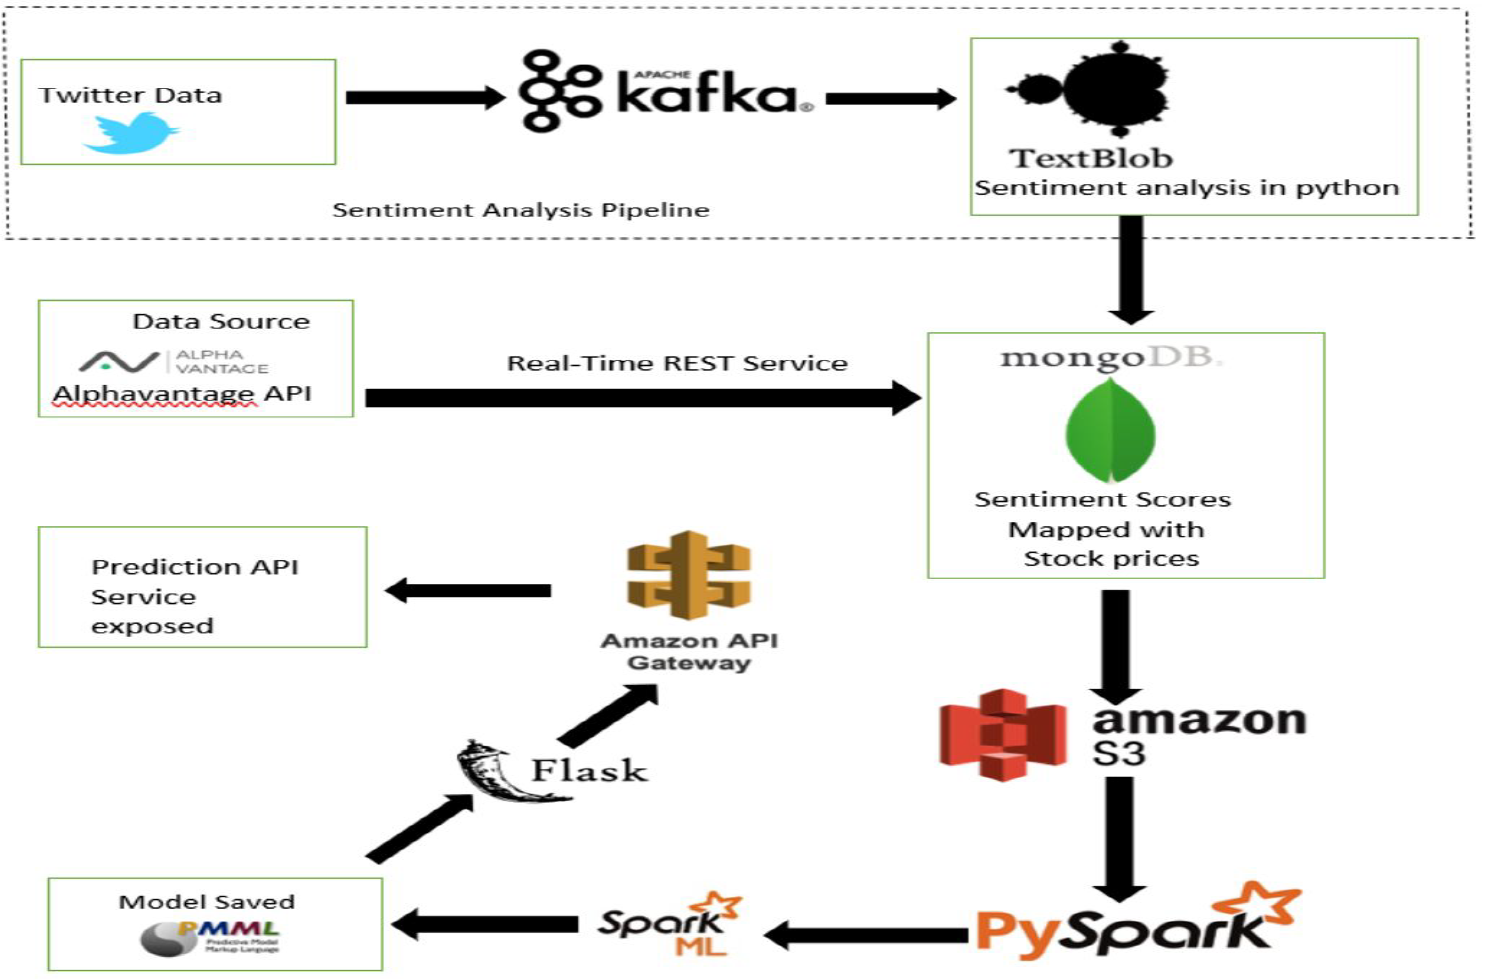 Twitter Data
APACHE
kafka®
TextBlob
Sentiment analysis in python
Sentiment Analysis Pipeline
Data Source
ALPHA
VANTAGE
Alphavantage API
Real-Time REST Service
mongoDB.
Sentiment Scores
Mapped with
Stock prices
Prediction API
Service
exposed
Amazon API
Gateway
amazon
S3
Flask
Model Saved
PMML
Predictive Model
Markup Language
Spark
ML
PySpark